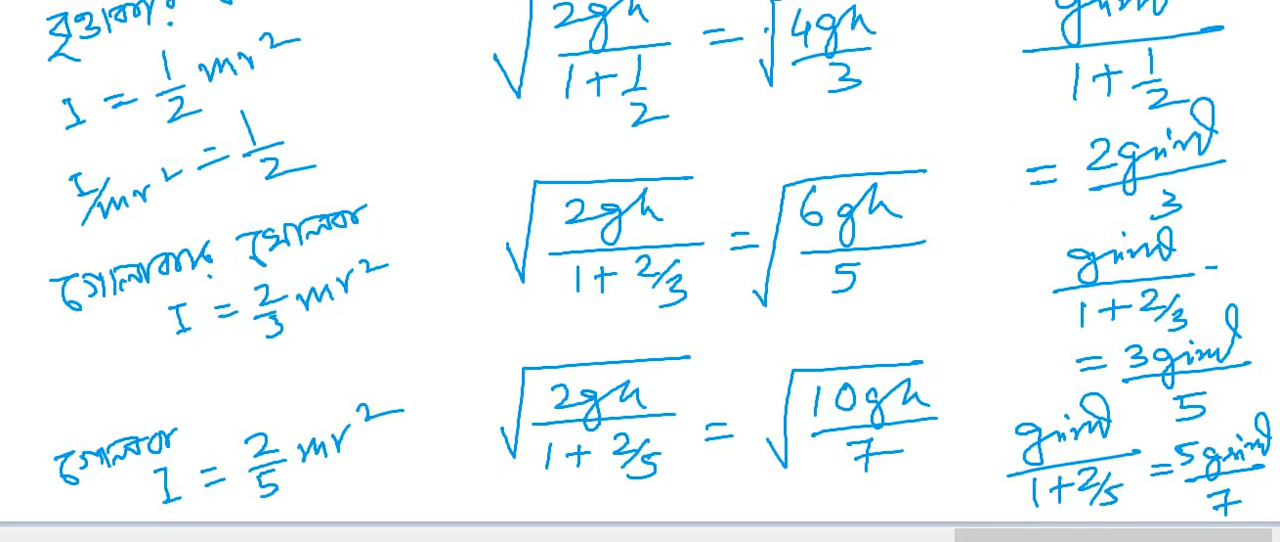 I = 1/2 mr²
√(2gh/(1 + 1/2)) = √(4gh/3)
1 + 1/2
I/mr² = 1/2
= 2g sinθ/3
গোলাকার খোলক
I = 2/3 mr²
√(2gh/(1 + 2/3)) = √(6gh/5)
g sinθ/(1 + 2/3) =
= 3g sinθ/5
গোলক
I = 2/5 mr²
√(2gh/(1 + 2/5)) = √(10gh/7)
g sinθ/(1 + 2/5) = 5g sinθ/7